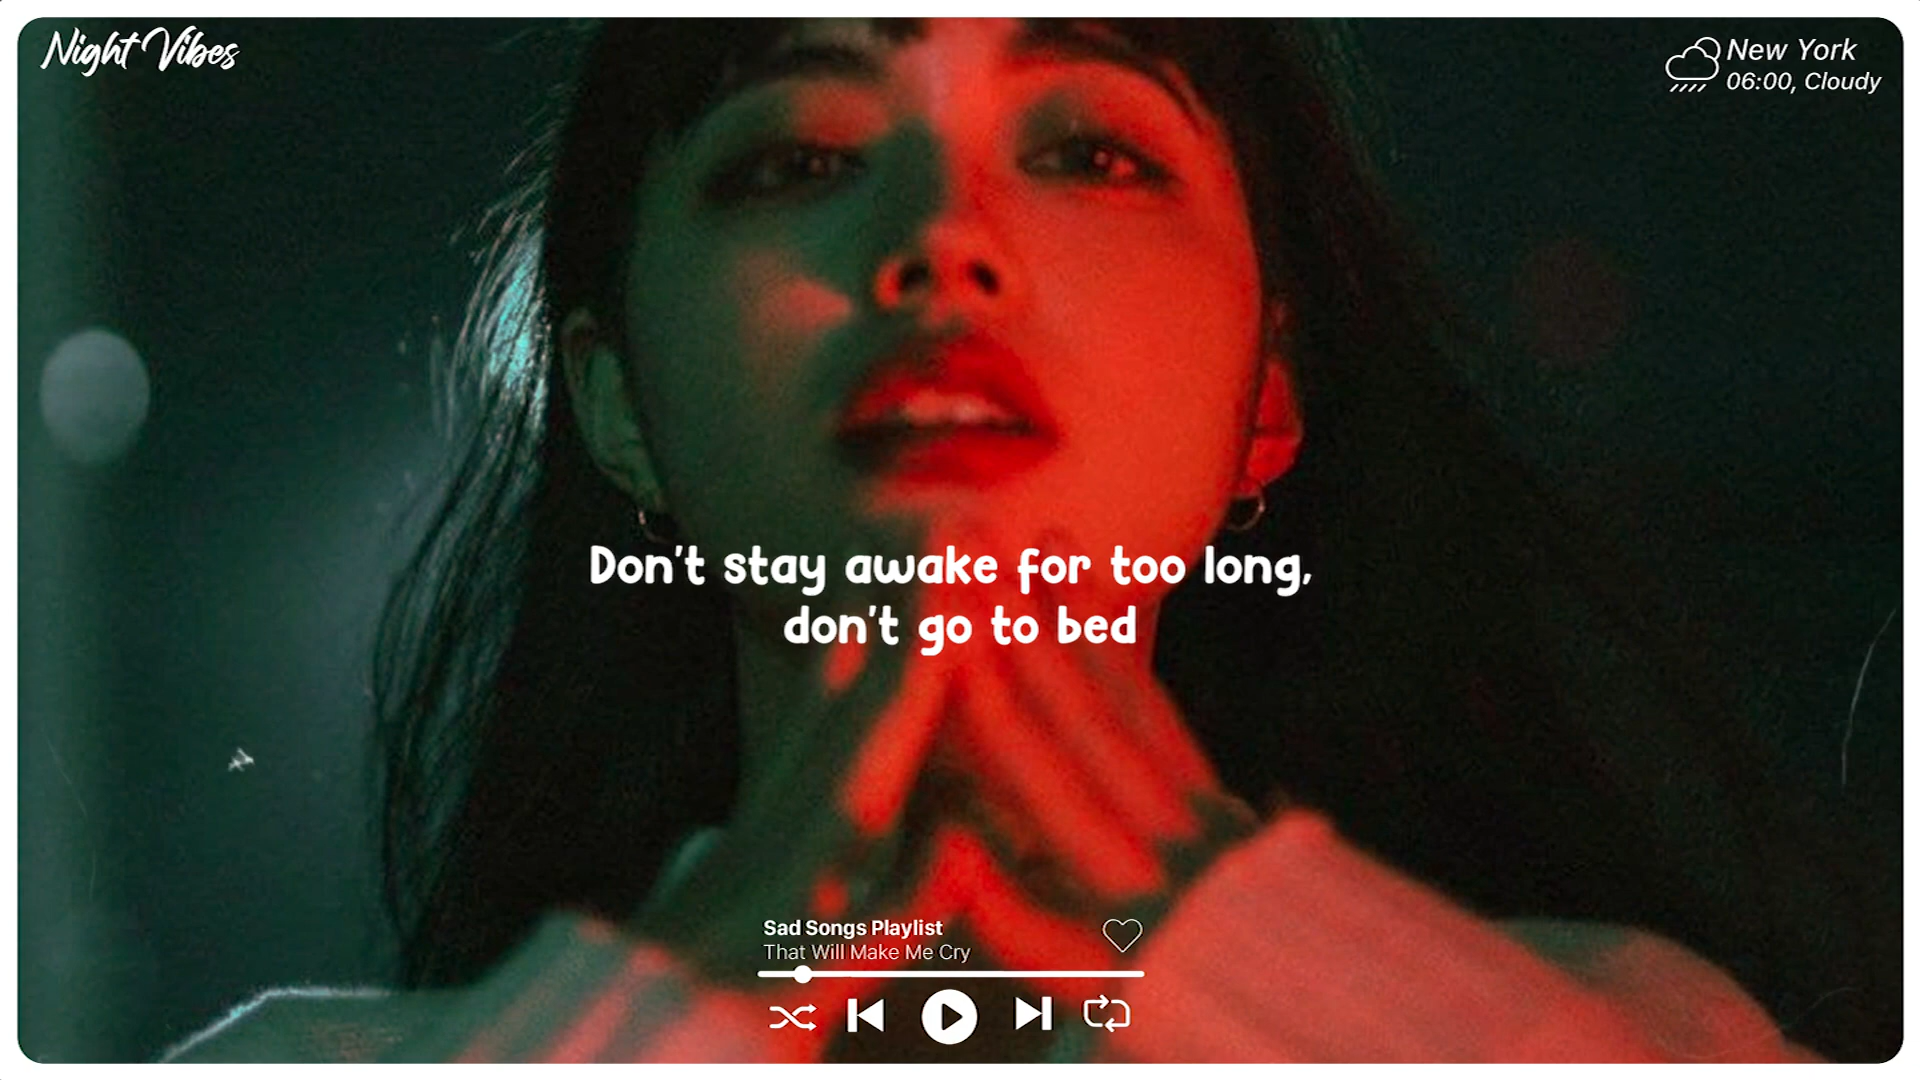 Night Vibes
New York
06:00, Cloudy
Don't stay awake for too long,
don't go to bed
Sad Songs Playlist
That Will Make Me Cry